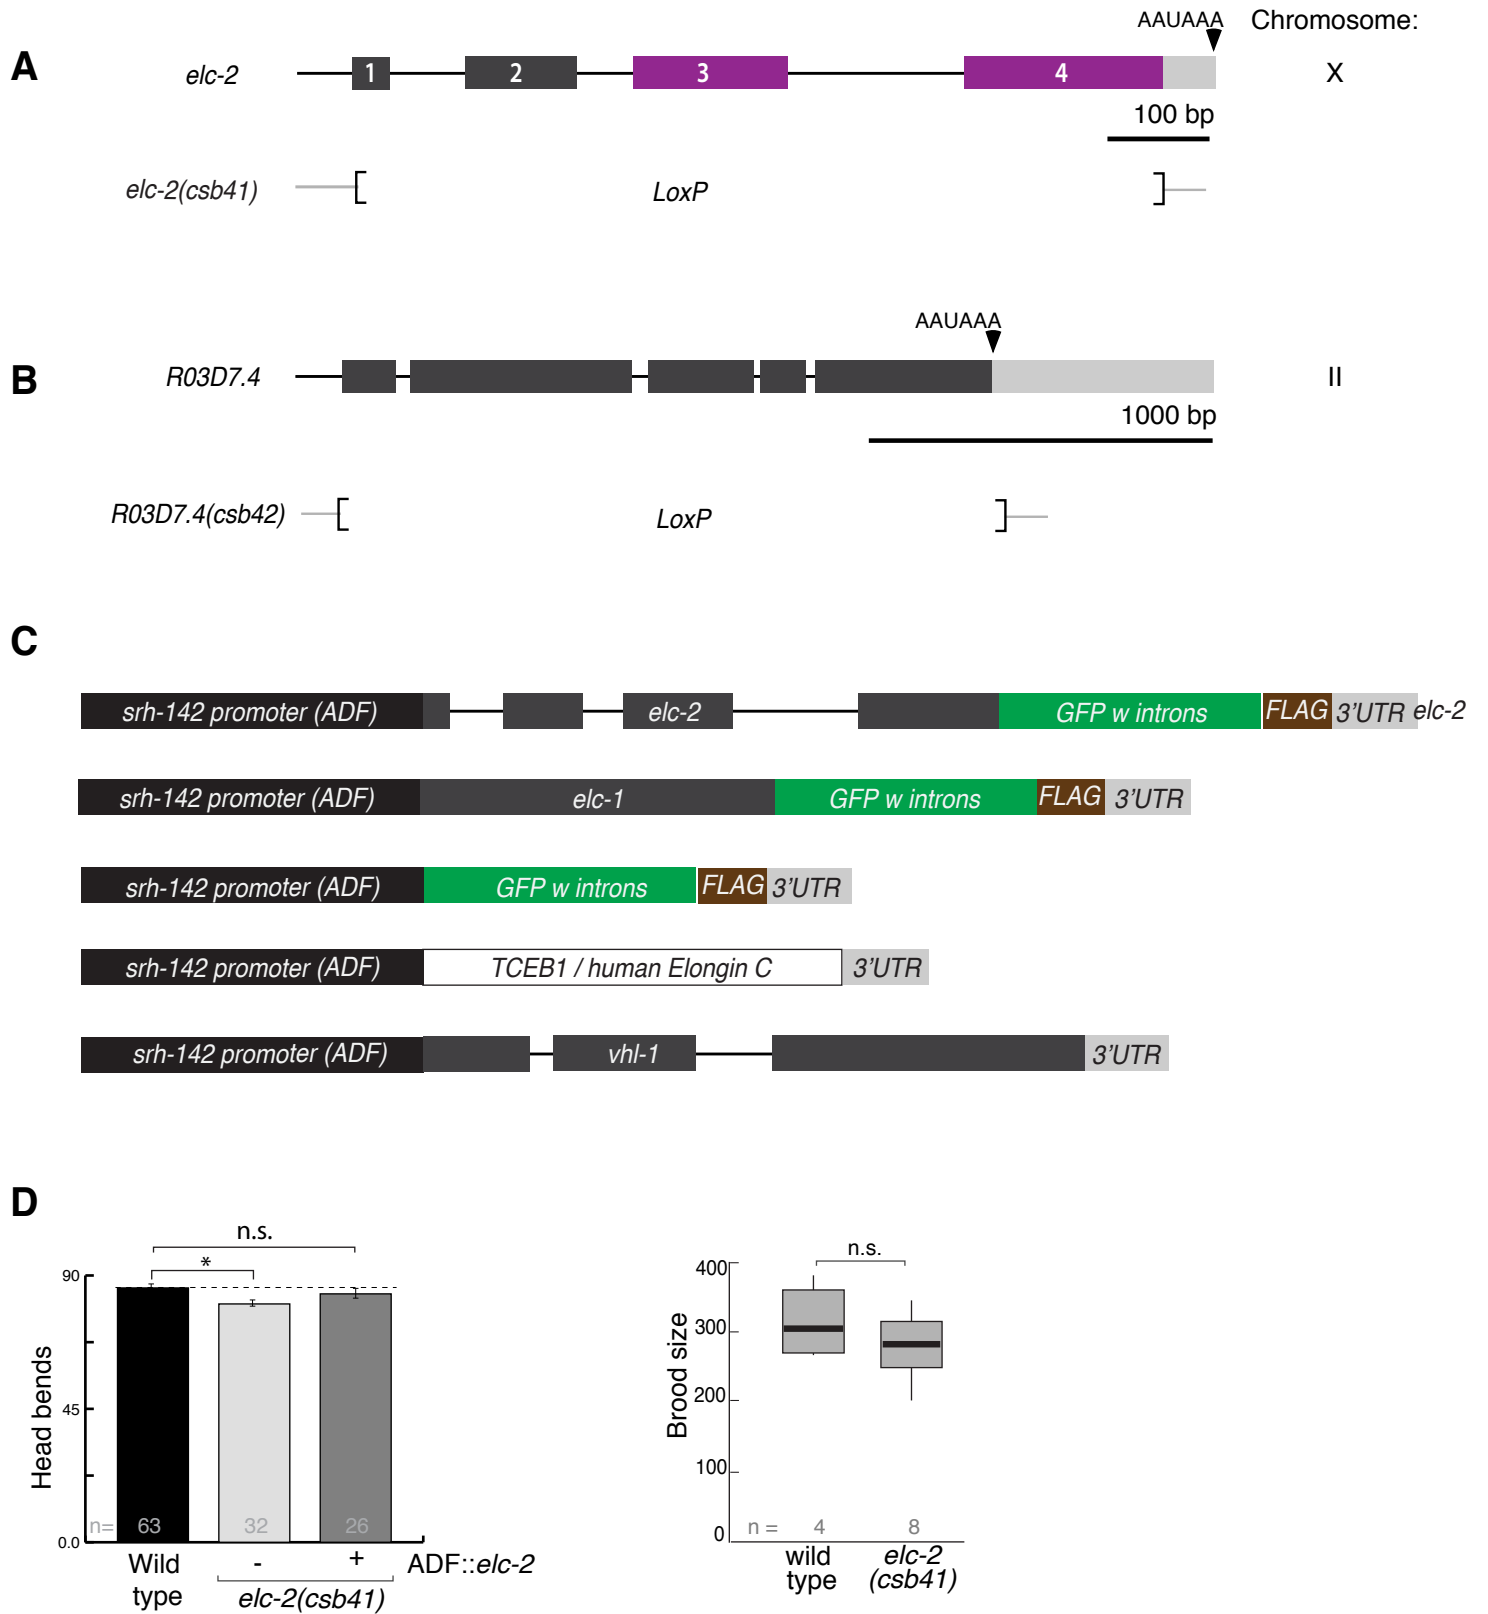 AAUAAA Chromosome:
A elc-2 1 2 3 4 X
100 bp
elc-2(csb41) [ LoxP ]
AAUAAA
B R03D7.4 II
1000 bp
R03D7.4(csb42) [ LoxP ]
C
srh-142 promoter (ADF) elc-2 GFP w introns FLAG 3'UTR elc-2
srh-142 promoter (ADF) elc-1 GFP w introns FLAG 3'UTR
srh-142 promoter (ADF) GFP w introns FLAG 3'UTR
srh-142 promoter (ADF) TCEB1 / human Elongin C 3'UTR
srh-142 promoter (ADF) vhl-1 3'UTR
D
n.s.
*
90
45
0.0
Head bends
n= 63 32 26
Wild type - + ADF::elc-2
elc-2(csb41)
n.s.
400
300
200
100
0
Brood size
n = 4 8
wild elc-2
type (csb41)